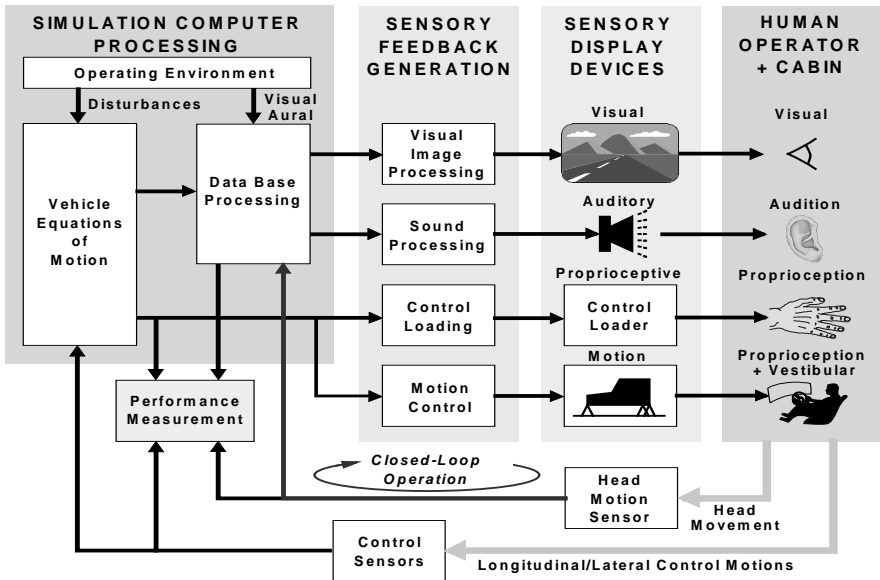 SIMULATION COMPUTER
PROCESSING
SENSORY
FEEDBACK
GENERATION
SENSORY
DISPLAY
DEVICES
HUMAN
OPERATOR
+ CABIN
Operating Environment
Disturbances
Visual
Aural
Vehicle
Equations
of
Motion
Data Base
Processing
Visual
Image
Processing
Visual
Visual
Sound
Processing
Auditory
Audition
Control
Loading
Proprioceptive
Control
Loader
Proprioception
Motion
Control
Motion
Proprioception
+ Vestibular
Performance
Measurement
Closed-Loop
Operation
Head
Motion
Sensor
Head
Movement
Control
Sensors
Longitudinal/Lateral Control Motions